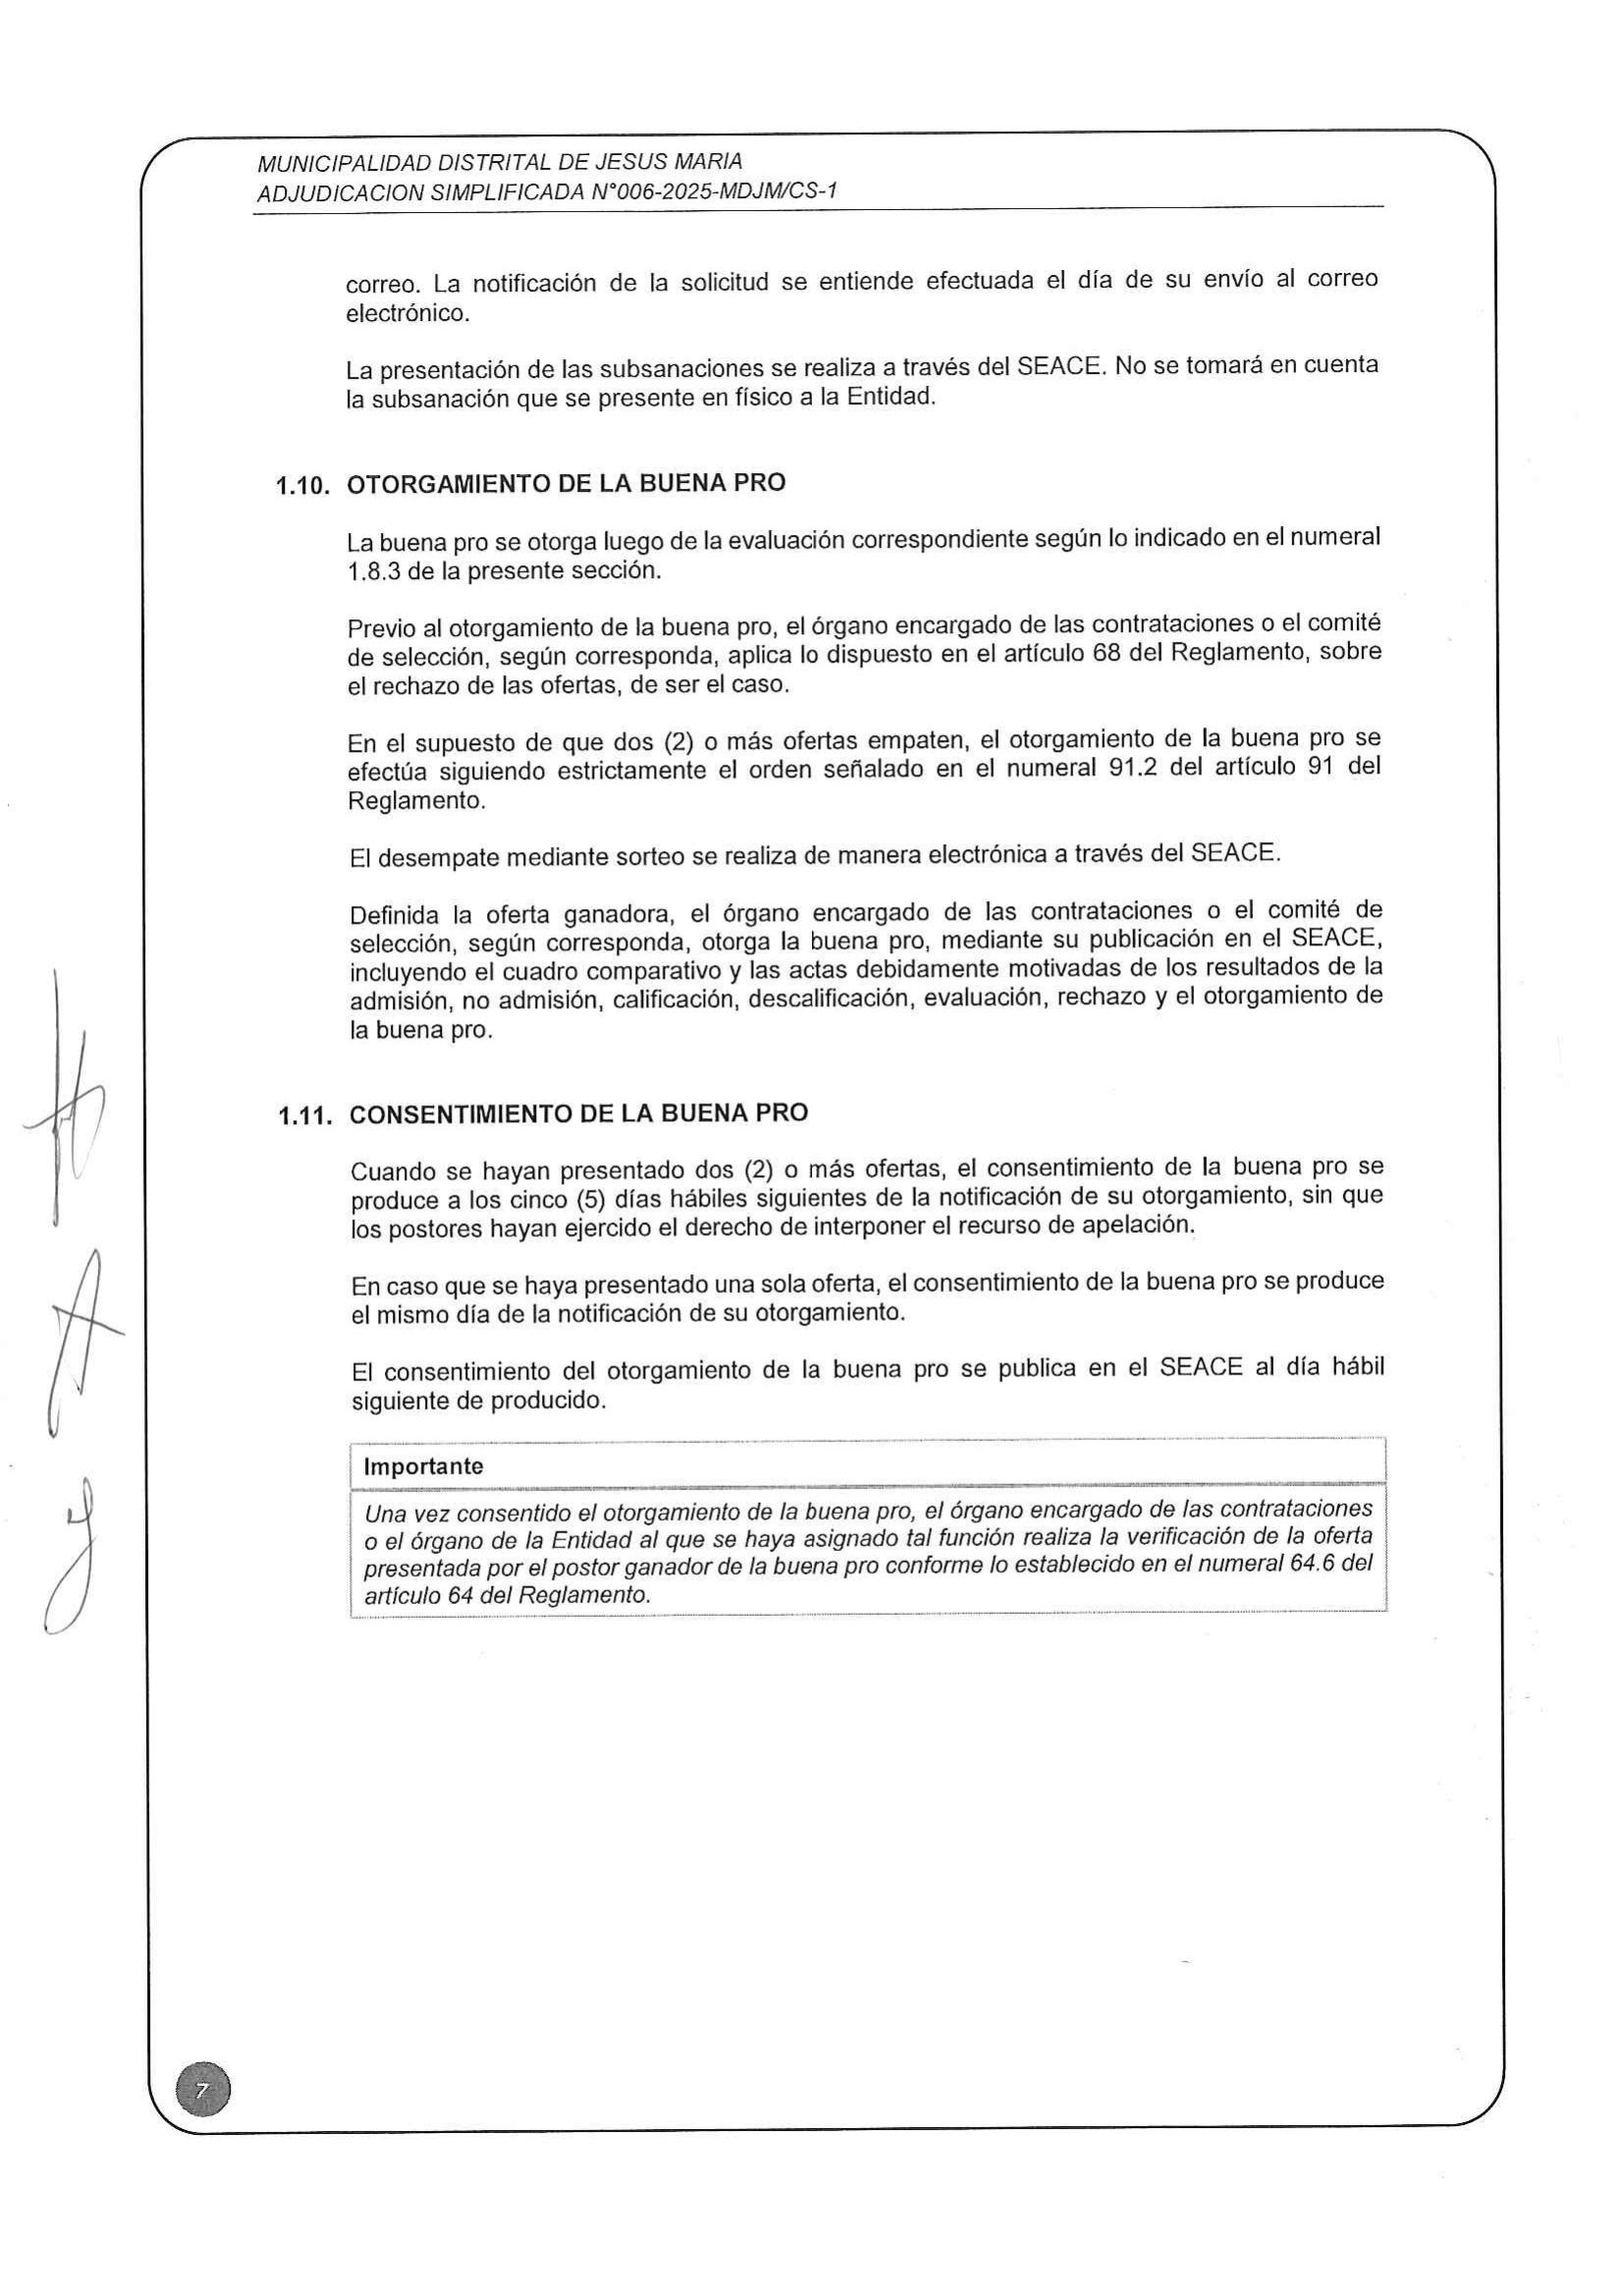 MUNICIPALIDAD DISTRITAL DE JESUS MARIA
ADJUDICACION SIMPLIFICADA N°006-2025-MDJM/CS-1
correo. La notificación de la solicitud se entiende efectuada el día de su envío al correo
electrónico.
La presentación de las subsanaciones se realiza a través del SEACE. No se tomará en cuenta
la subsanación que se presente en físico a la Entidad.
1.10. OTORGAMIENTO DE LA BUENA PRO
La buena pro se otorga luego de la evaluación correspondiente según lo indicado en el numeral
1.8.3 de la presente sección.
Previo al otorgamiento de la buena pro, el órgano encargado de las contrataciones o el comité
de selección, según corresponda, aplica lo dispuesto en el artículo 68 del Reglamento, sobre
el rechazo de las ofertas, de ser el caso.
En el supuesto de que dos (2) o más ofertas empaten, el otorgamiento de la buena pro se
efectúa siguiendo estrictamente el orden señalado en el numeral 91.2 del artículo 91 del
Reglamento.
El desempate mediante sorteo se realiza de manera electrónica a través del SEACE.
Definida la oferta ganadora, el órgano encargado de las contrataciones o el comité de
selección, según corresponda, otorga la buena pro, mediante su publicación en el SEACE,
incluyendo el cuadro comparativo y las actas debidamente motivadas de los resultados de la
admisión, no admisión, calificación, descalificación, evaluación, rechazo y el otorgamiento de
la buena pro.
1.11. CONSENTIMIENTO DE LA BUENA PRO
Cuando se hayan presentado dos (2) o más ofertas, el consentimiento de la buena pro se
produce a los cinco (5) días hábiles siguientes de la notificación de su otorgamiento, sin que
los postores hayan ejercido el derecho de interponer el recurso de apelación.
En caso que se haya presentado una sola oferta, el consentimiento de la buena pro se produce
el mismo día de la notificación de su otorgamiento.
El consentimiento del otorgamiento de la buena pro se publica en el SEACE al día hábil
siguiente de producido.
Importante
Una vez consentido el otorgamiento de la buena pro, el órgano encargado de las contrataciones
o el órgano de la Entidad al que se haya asignado tal función realiza la verificación de la oferta
presentada por el postor ganador de la buena pro conforme lo establecido en el numeral 64.6 del
artículo 64 del Reglamento.
7